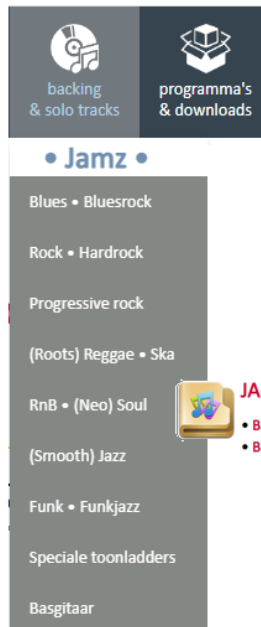 backing
& solo tracks
programma's
& downloads
• Jamz •
Blues • Bluesrock
Rock • Hardrock
Progressive rock
(Roots) Reggae • Ska
RnB • (Neo) Soul
JA
• B
• B
(Smooth) Jazz
Funk • Funkjazz
Speciale toonladders
Basgitaar